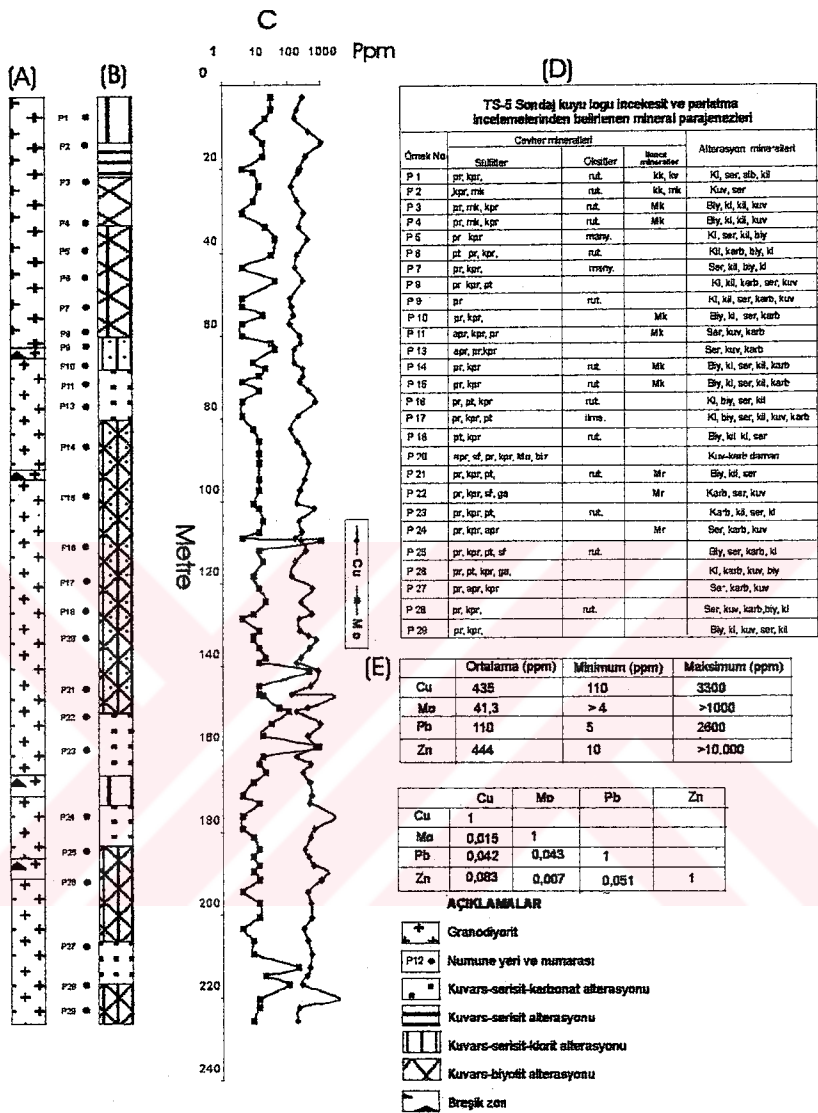 C
1 10 100 1000 Ppm
0
(A)
(B)
P1
P2
P3
P4
P5
P6
P7
P8
P9
P10
P11
P13
P14
P15
P16
P17
P18
P20
P21
P22
P23
P24
P25
P26
P27
P28
P29
20
40
60
80
100
120
140
160
180
200
220
240
Metre
Cu
Mo
(D)
TS-5 Sondaj kuyu logu incekesit ve parlatma
incelemelerinden belirlenen mineral parajenezleri
Örnek No
Cevher mineralleri
Alterasyon mineralleri
Sülfitler
Oksitler
İkincil mineraller
P 1 pr, kpr, rut. kk, kv Kl, ser, alb, kil
P 2 kpr, mk rut. kk, mk Kuv, ser
P 3 pr, mk, kpr rut. Mk Biy, kl, kil, kuv
P 4 pr, mk, kpr rut. Mk Biy, kl, kil, kuv
P 5 pr kpr many. Kl, ser, kil, biy
P 6 pt pr, kpr, rut. Kil, karb, biy, kl
P 7 pr, kpr, many. Ser, kil, biy, kl
P 8 pr kpr, pt Kl, kil, karb, ser, kuv
P 9 pr rut. Kl, kil, ser, karb, kuv
P 10 pr, kpr, Mk Biy, kl, ser, karb
P 11 apr, kpr, pr Mk Ser, kuv, karb
P 13 apr, pr,kpr Ser, kuv, karb
P 14 pr, kpr rut. Mk Biy, kl, ser, kil, karb
P 15 pr, kpr rut. Mk Biy, kl, ser, kil, karb
P 16 pr, pt, kpr rut. Kl, biy, ser, kil
P 17 pr, kpr, pt ilme. Kl, biy, ser, kil, kuv, karb
P 18 pt, kpr rut. Biy, kil kl, ser
P 20 apr, sf, pr, kpr, Mo, biz Kuv-karb damarı
P 21 pr, kpr, pt, rut. Mr Biy, kil, ser
P 22 pr, kpr, sf, ga Mr Karb, ser, kuv
P 23 pr, kpr, pt, rut. Karb, kil, ser, kl
P 24 pr, kpr, apr Mr Ser, karb, kuv
P 25 pr, kpr, pt, sf rut. Biy, ser, karb, kl
P 26 pr, pt, kpr, ga, Kl, karb, kuv, biy
P 27 pr, apr, kpr Ser, karb, kuv
P 28 pr, kpr, rut. Ser, kuv, karb,biy, kl
P 29 pr, kpr, Biy, kl, kuv, ser, kil
(E)
Ortalama (ppm) Minimum (ppm) Maksimum (ppm)
Cu 435 110 3300
Mo 41,3 >4 >1000
Pb 110 5 2600
Zn 444 10 >10,000
Cu Mo Pb Zn
Cu 1
Mo 0,015 1
Pb 0,042 0,043 1
Zn 0,083 0,007 0,051 1
AÇIKLAMALAR
Granodiyorit
P12 Numune yeri ve numarası
Kuvars-serisit-karbonat alterasyonu
Kuvars-serisit alterasyonu
Kuvars-serisit-klorit alterasyonu
Kuvars-biyotit alterasyonu
Breşik zon